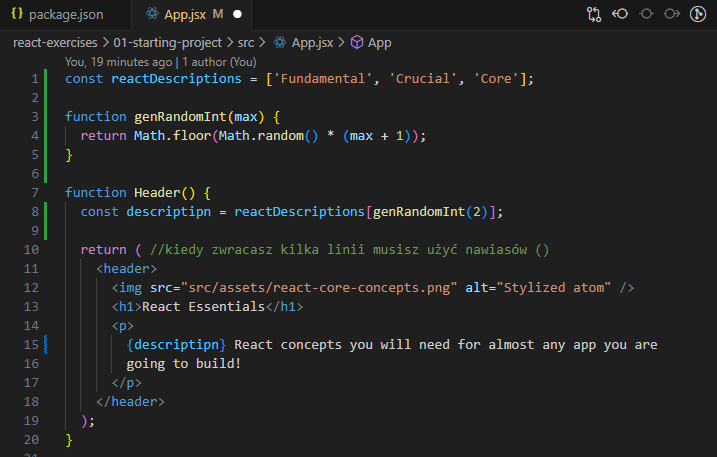 package.json
App.jsx M
react-exercises > 01-starting-project > src > App.jsx > App
You, 19 minutes ago | 1 author (You)
1 const reactDescriptions = ['Fundamental', 'Crucial', 'Core'];
2
3 function genRandomInt(max) {
4 return Math.floor(Math.random() * (max + 1));
5 }
6
7 function Header() {
8 const descriptipn = reactDescriptions[genRandomInt(2)];
9
10 return ( //kiedy zwracasz kilka linii musisz użyć nawiasów ()
11 <header>
12 <img src="src/assets/react-core-concepts.png" alt="Stylized atom" />
13 <h1>React Essentials</h1>
14 <p>
15 {descriptipn} React concepts you will need for almost any app you are
16 going to build!
17 </p>
18 </header>
19 );
20 }